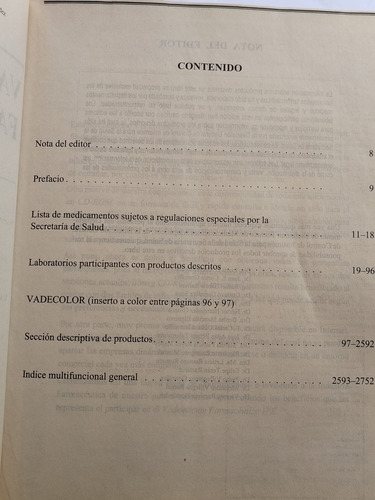 CONTENIDO
Nota del editor . . . . . . . . . . . . . . . . . . . . . . . . . . . . . . . . 8
Prefacio . . . . . . . . . . . . . . . . . . . . . . . . . . . . . . . . . . . 9
Lista de medicamentos sujetos a regulaciones especiales por la
Secretaría de Salud . . . . . . . . . . . . . . . . . . . . . . . . . . . . 11–18
Laboratorios participantes con productos descritos . . . . . . . . . . . . 19–96
VADECOLOR (inserto a color entre páginas 96 y 97)
Sección descriptiva de productos . . . . . . . . . . . . . . . . . . . . . 97–2592
Indice multifuncional general . . . . . . . . . . . . . . . . . . . . . . 2593–2752